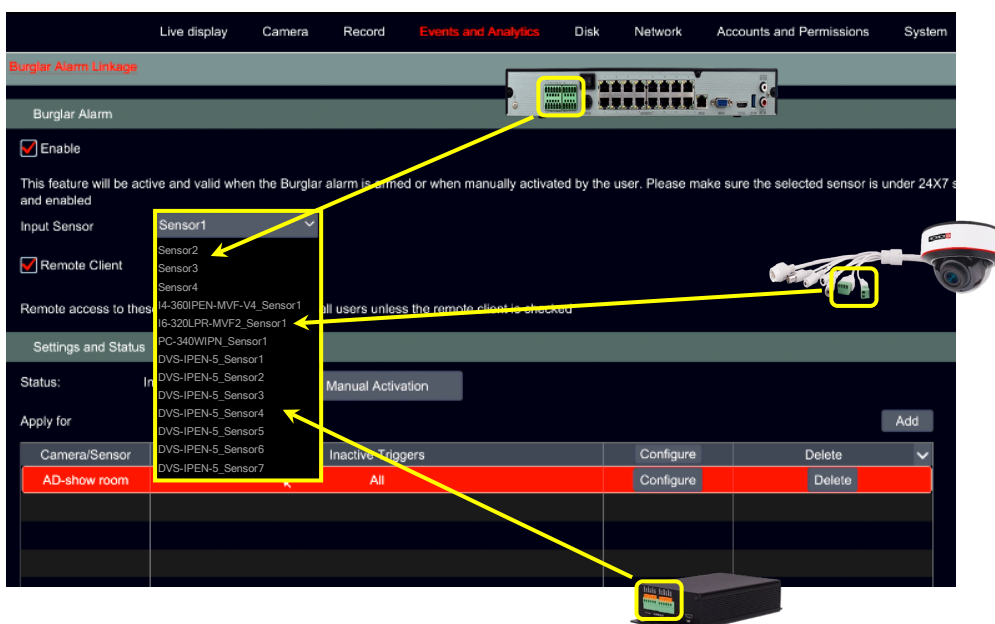 Live display Camera Record Events and Analytics Disk Network Accounts and Permissions System
Burglar Alarm Linkage
Burglar Alarm
Enable
This feature will be active and valid when the Burglar alarm is armed or when manually activated by the user. Please make sure the selected sensor is under 24X7 s
and enabled
Input Sensor Sensor1
Sensor2
Remote Client Sensor3
Sensor4
Remote access to thes I4-360IPEN-MVF-V4_Sensor1 all users unless the remote client is checked
I6-320LPR-MVF2_Sensor1
Settings and Status PC-340WIPN_Sensor1
DVS-IPEN-5_Sensor1
Status: In DVS-IPEN-5_Sensor2 Manual Activation
DVS-IPEN-5_Sensor3
Apply for DVS-IPEN-5_Sensor4 Add
DVS-IPEN-5_Sensor5
Camera/Sensor DVS-IPEN-5_Sensor6 Inactive Triggers Configure Delete
DVS-IPEN-5_Sensor7
AD-show room All Configure Delete